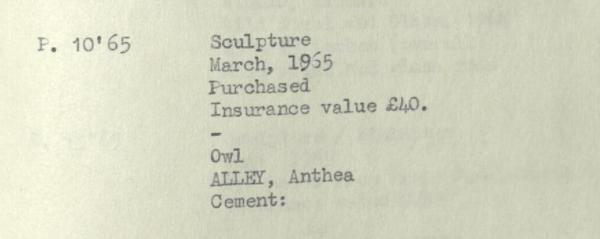 P. 10'65 Sculpture
March, 1965
Purchased
Insurance value £40.
-
Owl
ALLEY, Anthea
Cement: